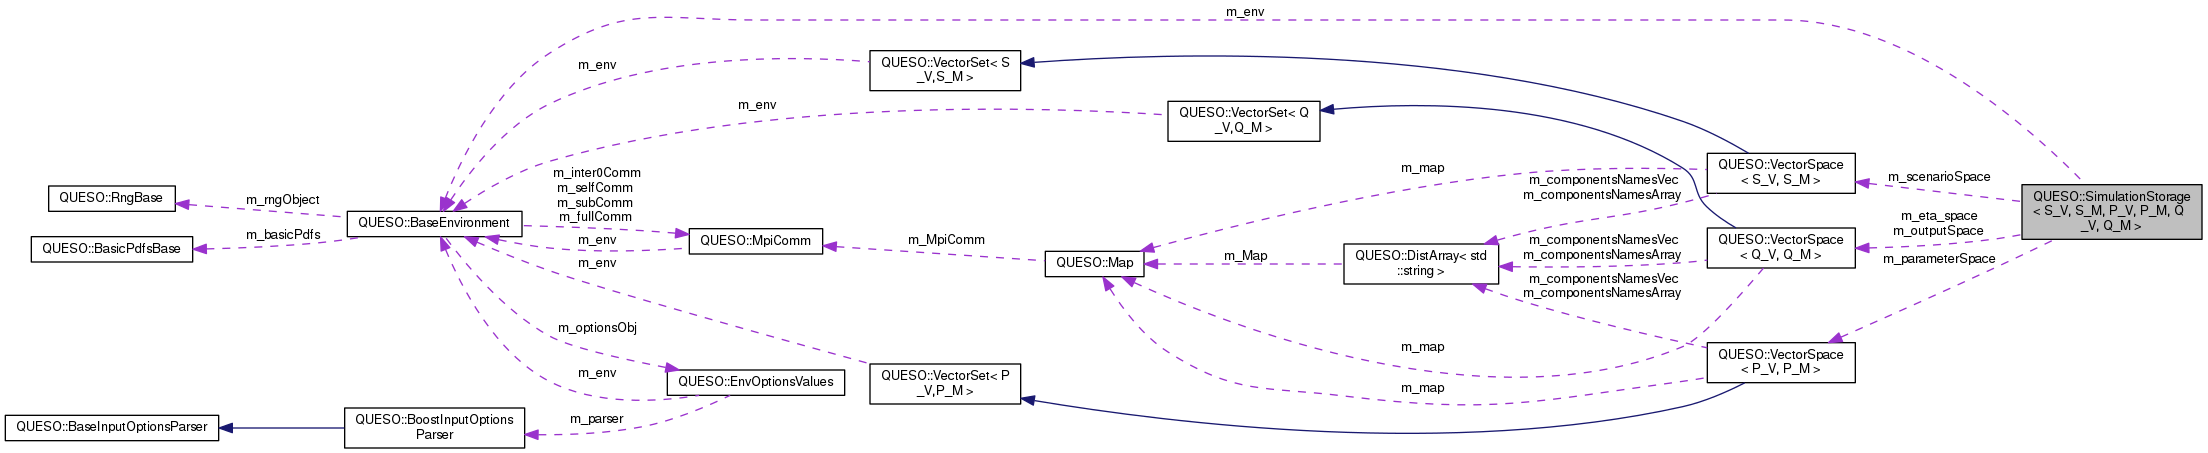 m_env
QUESO::VectorSet< S
_V,S_M >
m_env
QUESO::VectorSet< Q
_V,Q_M >
m_env
QUESO::VectorSpace
< S_V, S_M >
m_map
m_scenarioSpace
m_componentsNamesVec
m_componentsNamesArray
QUESO::SimulationStorage
< S_V, S_M, P_V, P_M, Q
_V, Q_M >
m_inter0Comm
m_selfComm
m_subComm
m_fullComm
QUESO::RngBase
m_rngObject
QUESO::BaseEnvironment
m_basicPdfs
QUESO::BasicPdfsBase
m_env
QUESO::MpiComm
m_MpiComm
QUESO::Map
m_Map
QUESO::DistArray< std
::string >
m_componentsNamesVec
m_componentsNamesArray
QUESO::VectorSpace
< Q_V, Q_M >
m_eta_space
m_outputSpace
m_parameterSpace
m_env
m_componentsNamesVec
m_componentsNamesArray
m_optionsObj
m_map
QUESO::VectorSpace
< P_V, P_M >
m_env
QUESO::EnvOptionsValues
QUESO::VectorSet< P
_V,P_M >
m_map
m_parser
QUESO::BaseInputOptionsParser
QUESO::BoostInputOptions
Parser